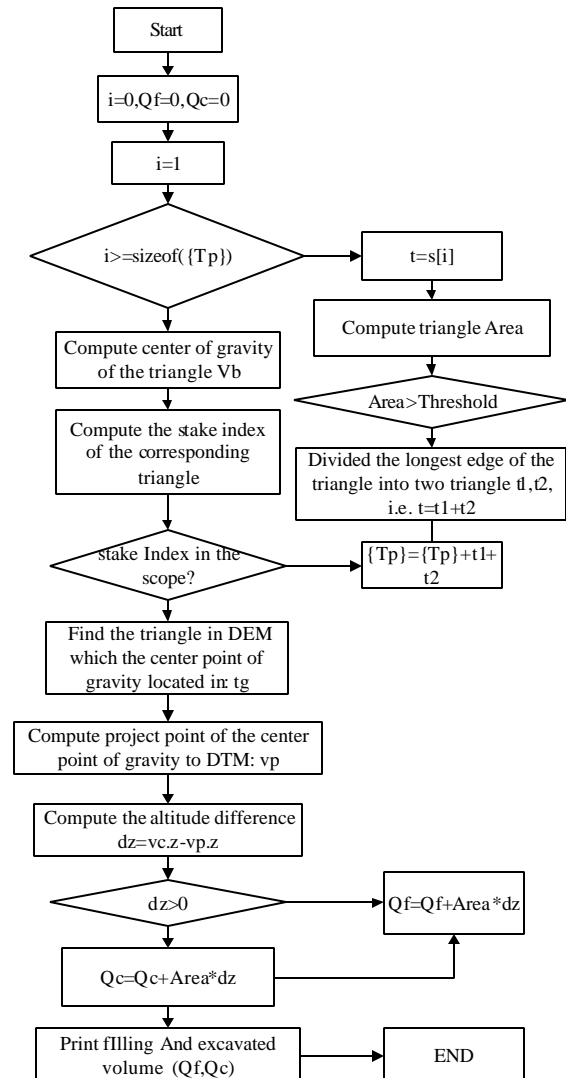 Start
i=0,Qf=0,Qc=0
i=1
i>=sizeof({Tp})
t=s[i]
Compute triangle Area
Area>Threshold
Divided the longest edge of the
triangle into two triangle t1,t2,
i.e. t=t1+t2
{Tp}={Tp}+t1+
t2
Compute center of gravity
of the triangle Vb
Compute the stake index
of the corresponding
triangle
stake Index in the
scope?
Find the triangle in DEM
which the center point of
gravity located in: tg
Compute project point of the center
point of gravity to DTM: vp
Compute the altitude difference
dz=vc.z-vp.z
dz>0
Qf=Qf+Area*dz
Qc=Qc+Area*dz
Print fIlling And excavated
volume (Qf,Qc)
END